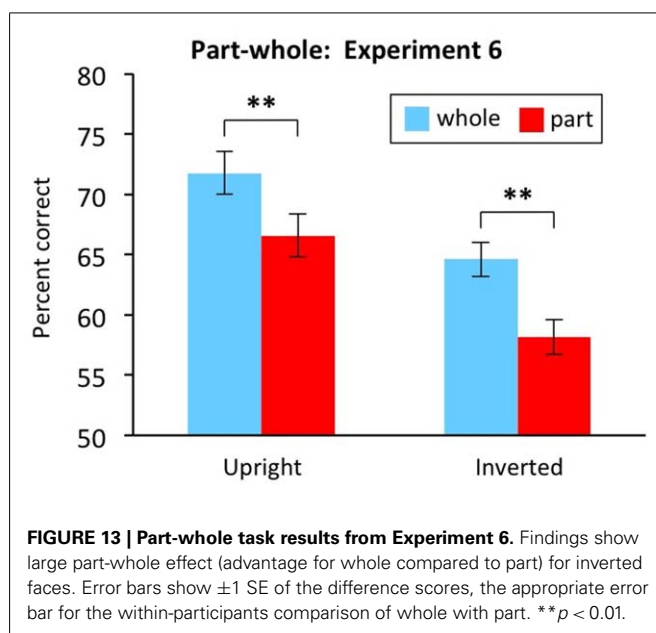 Part-whole: Experiment 6
80
**
whole
part
75
**
70
65
60
55
50
Percent correct
Upright
Inverted
FIGURE 13 | Part-whole task results from Experiment 6. Findings show
large part-whole effect (advantage for whole compared to part) for inverted
faces. Error bars show ±1 SE of the difference scores, the appropriate error
bar for the within-participants comparison of whole with part. **p < 0.01.